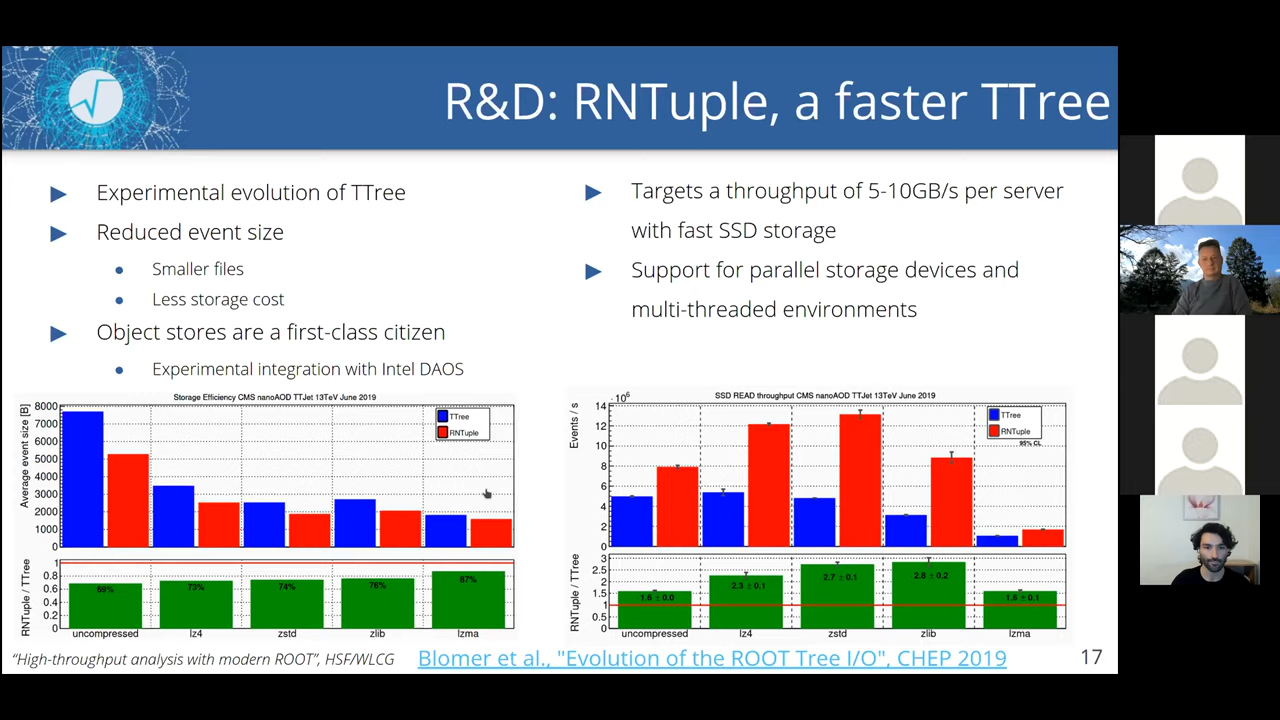 R&D: RNTuple, a faster TTree
Experimental evolution of TTree
Reduced event size
Smaller files
Less storage cost
Object stores are a first-class citizen
Experimental integration with Intel DAOS
Targets a throughput of 5-10GB/s per server
with fast SSD storage
Support for parallel storage devices and
multi-threaded environments
Storage Efficiency CMS nanoAOD TTJet 13TeV June 2019
Average event size [B]
8000
7000
6000
5000
4000
3000
2000
1000
0
TTree
RNTuple
RNTuple / TTree
1
0.8
0.6
0.4
0.2
0
69%
73%
74%
76%
87%
uncompressed
lz4
zstd
zlib
lzma
SSD READ throughput CMS nanoAOD TTJet 13TeV June 2019
×10⁶
Events / s
14
12
10
8
6
4
2
0
TTree
RNTuple
95% CL
RNTuple / TTree
3
2.5
2
1.5
1
0.5
0
1.6 ±0.0
2.3 ±0.1
2.7 ±0.1
2.8 ±0.2
1.6 ±0.1
uncompressed
lz4
zstd
zlib
lzma
“High-throughput analysis with modern ROOT”, HSF/WLCG
Blomer et al., "Evolution of the ROOT Tree I/O", CHEP 2019
17